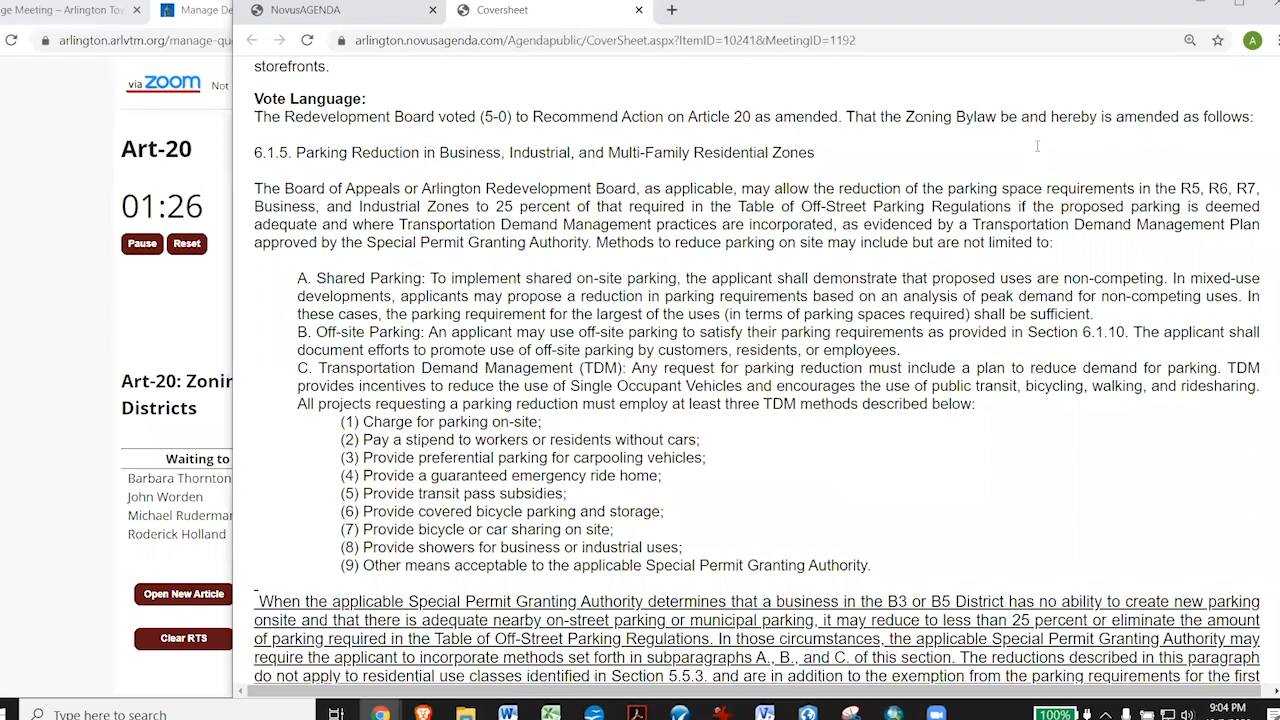 ge Meeting – Arlington Tow
Manage De
NovusAGENDA
Coversheet
arlington.arlvtm.org/manage-qu
arlington.novusagenda.com/Agendapublic/CoverSheet.aspx?ItemID=10241&MeetingID=1192
A
via zoom
Not
Art-20
01:26
Pause
Reset
Art-20: Zonin
Districts
Waiting to
Barbara Thornton
John Worden
Michael Ruderman
Roderick Holland
Open New Article
Clear RTS
storefronts.
Vote Language:
The Redevelopment Board voted (5-0) to Recommend Action on Article 20 as amended. That the Zoning Bylaw be and hereby is amended as follows:
6.1.5. Parking Reduction in Business, Industrial, and Multi-Family Residential Zones
The Board of Appeals or Arlington Redevelopment Board, as applicable, may allow the reduction of the parking space requirements in the R5, R6, R7,
Business, and Industrial Zones to 25 percent of that required in the Table of Off-Street Parking Regulations if the proposed parking is deemed
adequate and where Transportation Demand Management practices are incorporated, as evidenced by a Transportation Demand Management Plan
approved by the Special Permit Granting Authority. Methods to reduce parking on site may include but are not limited to:
A. Shared Parking: To implement shared on-site parking, the applicant shall demonstrate that proposed uses are non-competing. In mixed-use
developments, applicants may propose a reduction in parking requirements based on an analysis of peak demand for non-competing uses. In
these cases, the parking requirement for the largest of the uses (in terms of parking spaces required) shall be sufficient.
B. Off-site Parking: An applicant may use off-site parking to satisfy their parking requirements as provided in Section 6.1.10. The applicant shall
document efforts to promote use of off-site parking by customers, residents, or employees.
C. Transportation Demand Management (TDM): Any request for parking reduction must include a plan to reduce demand for parking. TDM
provides incentives to reduce the use of Single Occupant Vehicles and encourages the use of public transit, bicycling, walking, and ridesharing.
All projects requesting a parking reduction must employ at least three TDM methods described below:
(1) Charge for parking on-site;
(2) Pay a stipend to workers or residents without cars;
(3) Provide preferential parking for carpooling vehicles;
(4) Provide a guaranteed emergency ride home;
(5) Provide transit pass subsidies;
(6) Provide covered bicycle parking and storage;
(7) Provide bicycle or car sharing on site;
(8) Provide showers for business or industrial uses;
(9) Other means acceptable to the applicable Special Permit Granting Authority.
When the applicable Special Permit Granting Authority determines that a business in the B3 or B5 District has no ability to create new parking
onsite and that there is adequate nearby on-street parking or municipal parking, it may reduce to less than 25 percent or eliminate the amount
of parking required in the Table of Off-Street Parking Regulations. In those circumstances, the applicable Special Permit Granting Authority may
require the applicant to incorporate methods set forth in subparagraphs A., B., and C. of this section. The reductions described in this paragraph
do not apply to residential use classes identified in Section 5.5.3. and are in addition to the exemption from the parking requirements for the first
Type here to search
100%
9:04 PM